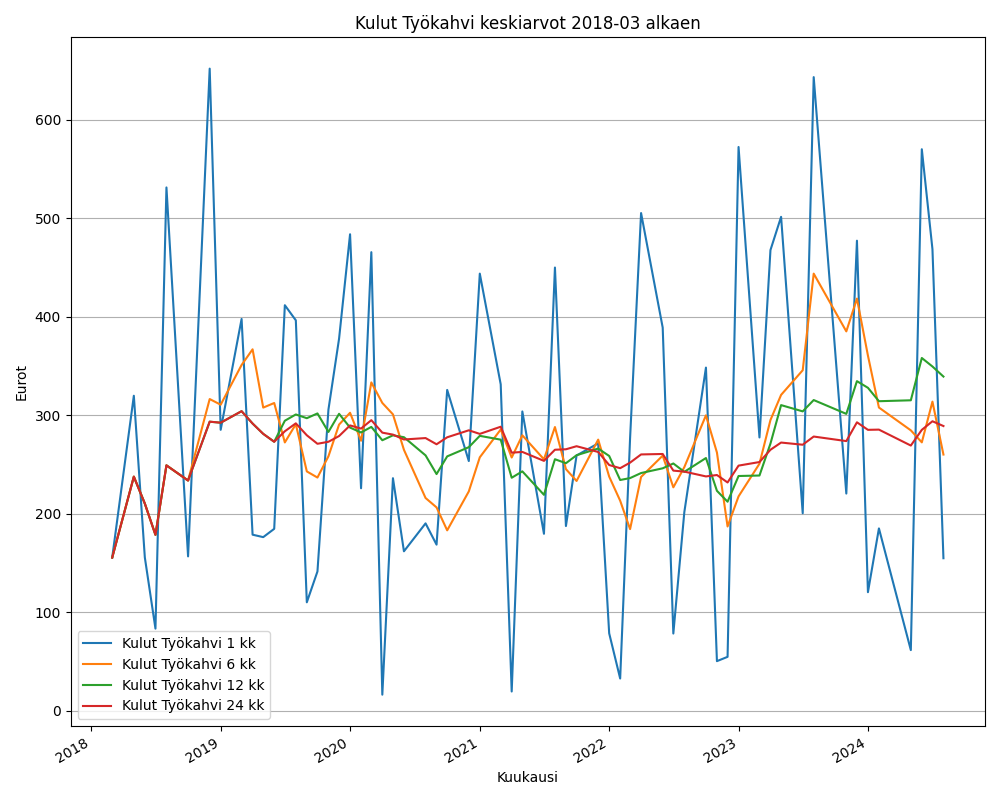 Kulut Työkahvi keskiarvot 2018-03 alkaen
Eurot
600
500
400
300
200
100
0
Kulut Työkahvi 1 kk
Kulut Työkahvi 6 kk
Kulut Työkahvi 12 kk
Kulut Työkahvi 24 kk
2018
2019
2020
2021
2022
2023
2024
Kuukausi